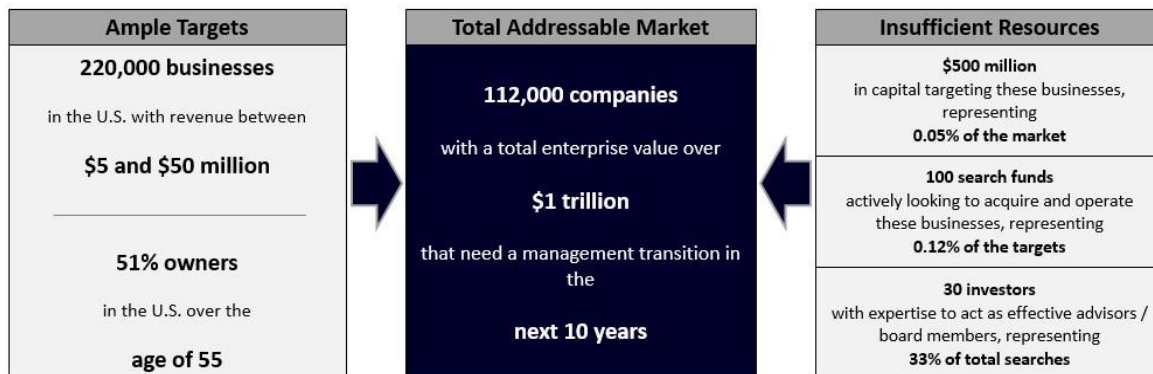 Ample Targets
220,000 businesses
in the U.S. with revenue between
$5 and $50 million
51% owners
in the U.S. over the
age of 55
Total Addressable Market
112,000 companies
with a total enterprise value over
$1 trillion
that need a management transition in
the
next 10 years
Insufficient Resources
$500 million
in capital targeting these businesses,
representing
0.05% of the market
100 search funds
actively looking to acquire and operate
these businesses, representing
0.12% of the targets
30 investors
with expertise to act as effective advisors /
board members, representing
33% of total searches